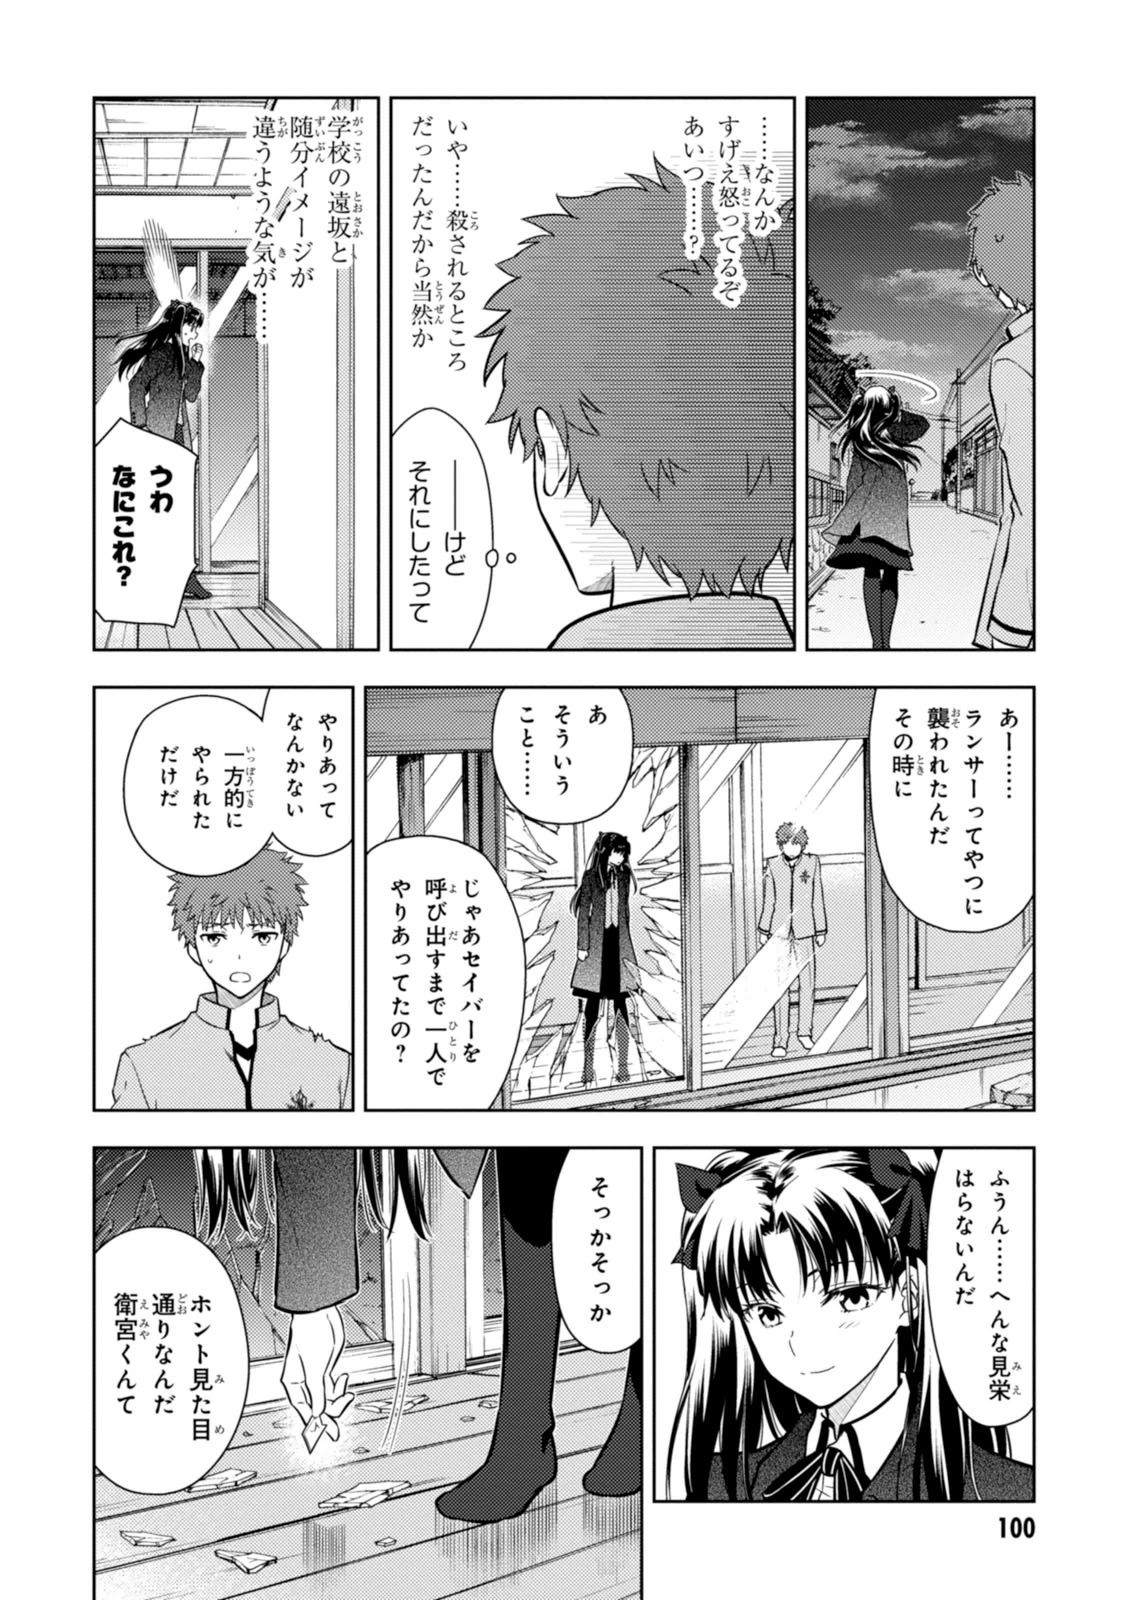 ……なんか
すげえ怒ってるぞ
あいつ………?
いや……殺されるところ
だったんだから当然か
――けど
それにしたって
学校の遠坂と
随分イメージが
違うような気が……
うわ
なにこれ?
あー……
ランサーってやつに
襲われたんだ
その時に
あ
そういう
こと……
じゃあセイバーを
呼び出すまで一人で
やりあってたの?
やりあって
なんかない
一方的に
やられた
だけだ
ふうん……へんな見栄
はらないんだ
そっかそっか
ホント見た目
通りなんだ
衛宮くんて
100